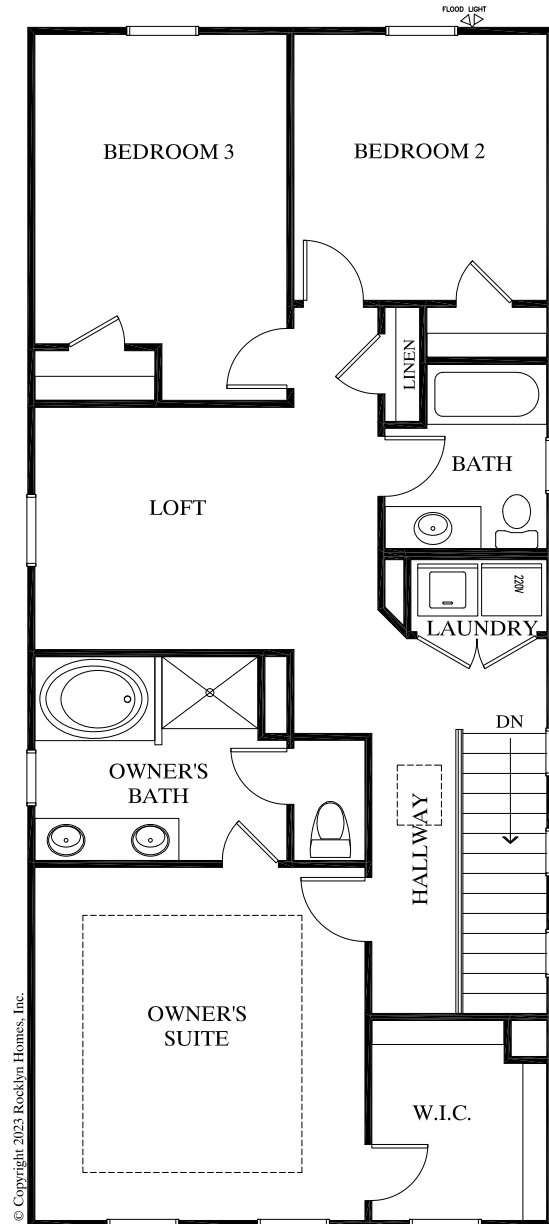 FLOOD LIGHT
BEDROOM 3
BEDROOM 2
LINEN
BATH
LOFT
220V
LAUNDRY
DN
OWNER'S
BATH
HALLWAY
OWNER'S
SUITE
W.I.C.
© Copyright 2023 Rocklyn Homes, Inc.